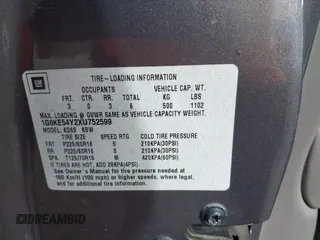 GM
TIRE-LOADING INFORMATION
OCCUPANTS VEHICLE CAP. WT.
FRT. CTR. RR. TOTAL KG LBS
3 0 3 6 500 1102
MAX. LOADING @ GVWR SAME AS VEHICLE CAPACITY
WEIGHT.
1G6KE54Y2XU752599
MODEL: KD69 KBW
TIRE SIZE SPEED RTG COLD TIRE PRESSURE
FRT P225/60R16 S 210KPA(30PSI)
RR P225/60R16 S 210KPA(30PSI)
SPA T125/70R16 M 420KPA(60PSI)
IF TIRES ARE HOT, ADD 28KPA(4PSI)
See Owner's Manual for tire pressure used at
160 Km/H (100 mph) or higher speeds, and for
additional information.
DREAMBID